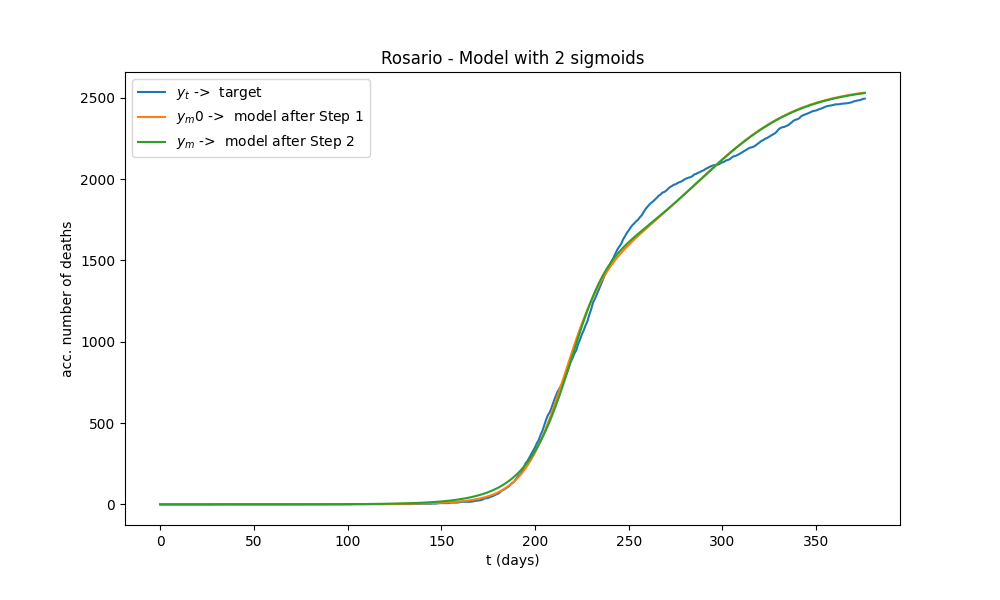 Rosario - Model with 2 sigmoids
y_t -> target
y_m0 -> model after Step 1
y_m -> model after Step 2
acc. number of deaths
2500
2000
1500
1000
500
0
0 50 100 150 200 250 300 350
t (days)